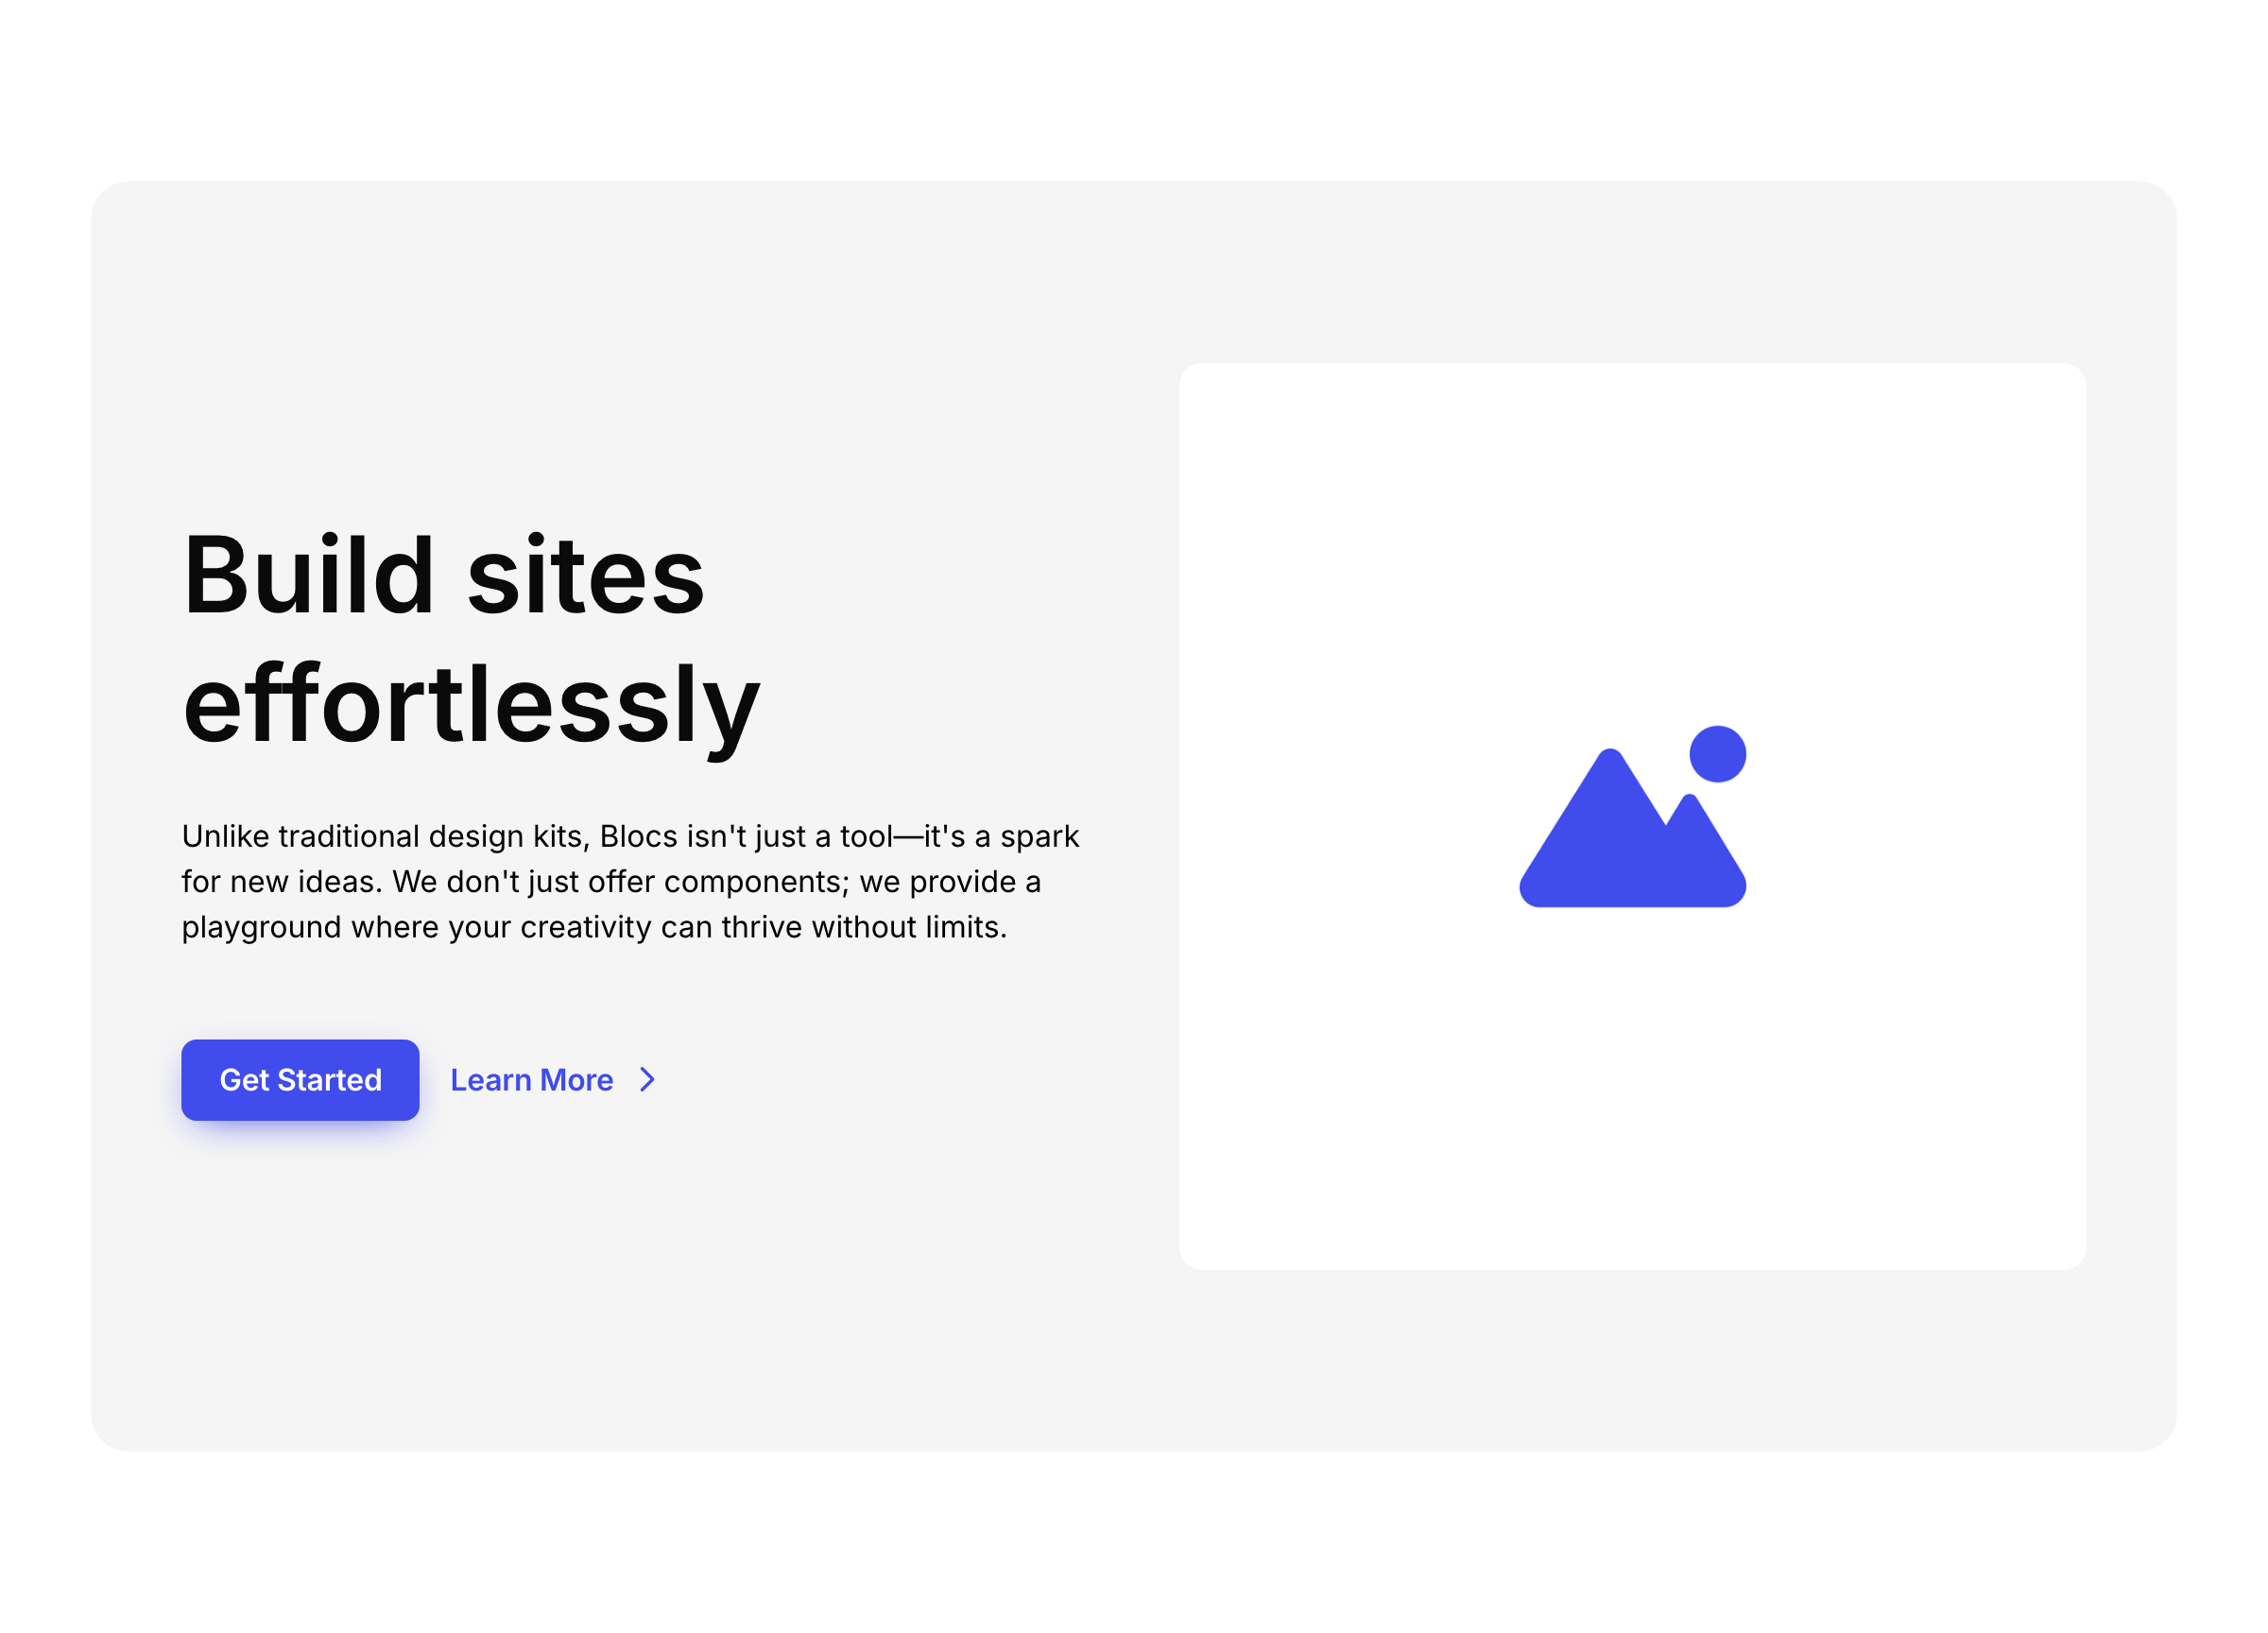 Build sites
effortlessly
Unlike traditional design kits, Blocs isn't just a tool—it's a spark
for new ideas. We don't just offer components; we provide a
playground where your creativity can thrive without limits.
Get Started
Learn More